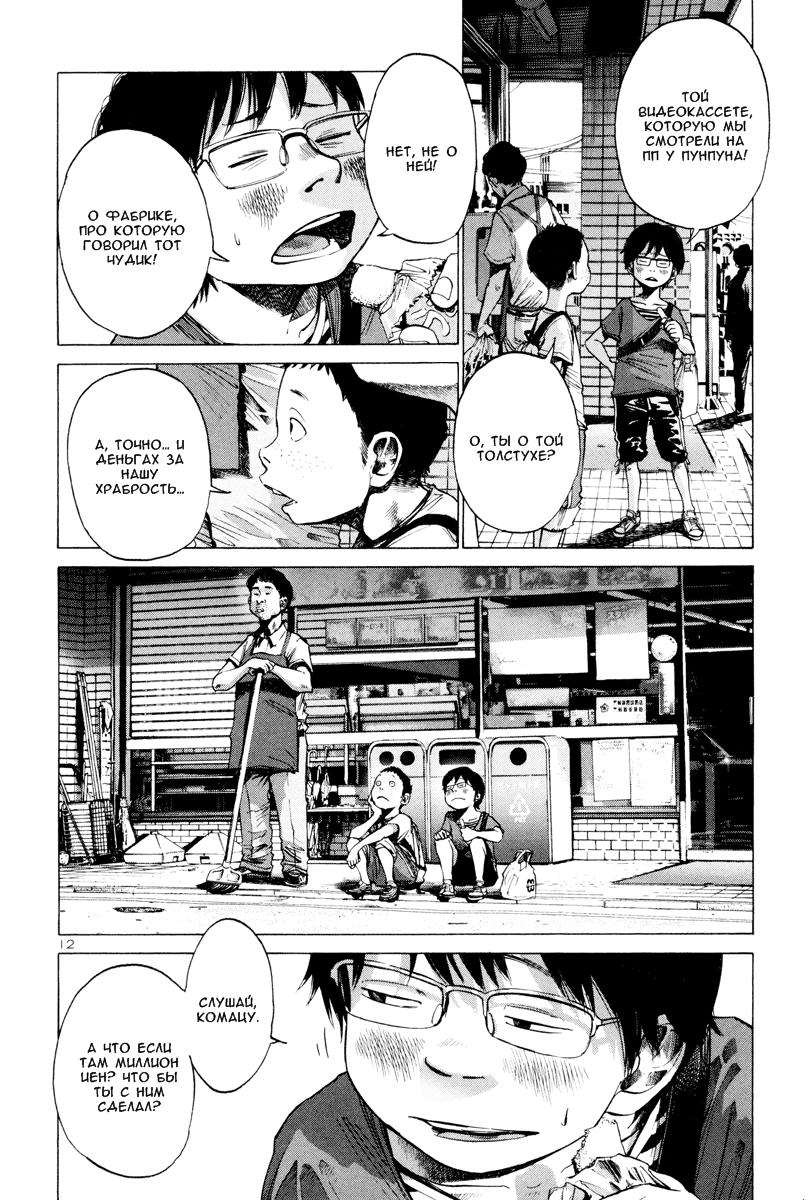 НЕТ, НЕ О
НЕЙ!
О ФАБРИКЕ,
ПРО КОТОРУЮ
ГОВОРИЛ ТОТ
ЧУДИК!
ТОЙ
ВИДЕОКАССЕТЕ,
КОТОРУЮ МЫ
СМОТРЕЛИ НА
ПП У ПУНПУНА!
О, ТЫ О ТОЙ
ТОЛСТУХЕ?
А, ТОЧНО... И
ДЕНЬГАХ ЗА
НАШУ
ХРАБРОСТЬ...
12
СЛУШАЙ,
КОМАЦУ.
А ЧТО ЕСЛИ
ТАМ МИЛЛИОН
ИЕН? ЧТО БЫ
ТЫ С НИМ
СДЕЛАЛ?